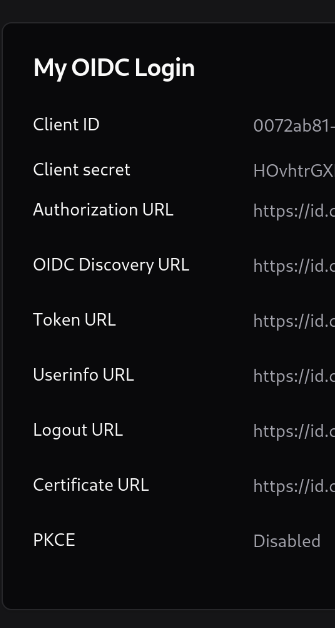 My OIDC Login
Client ID 0072ab81-
Client secret HOvhtrGX
Authorization URL https://id.c
OIDC Discovery URL https://id.c
Token URL https://id.c
Userinfo URL https://id.c
Logout URL https://id.c
Certificate URL https://id.c
PKCE Disabled